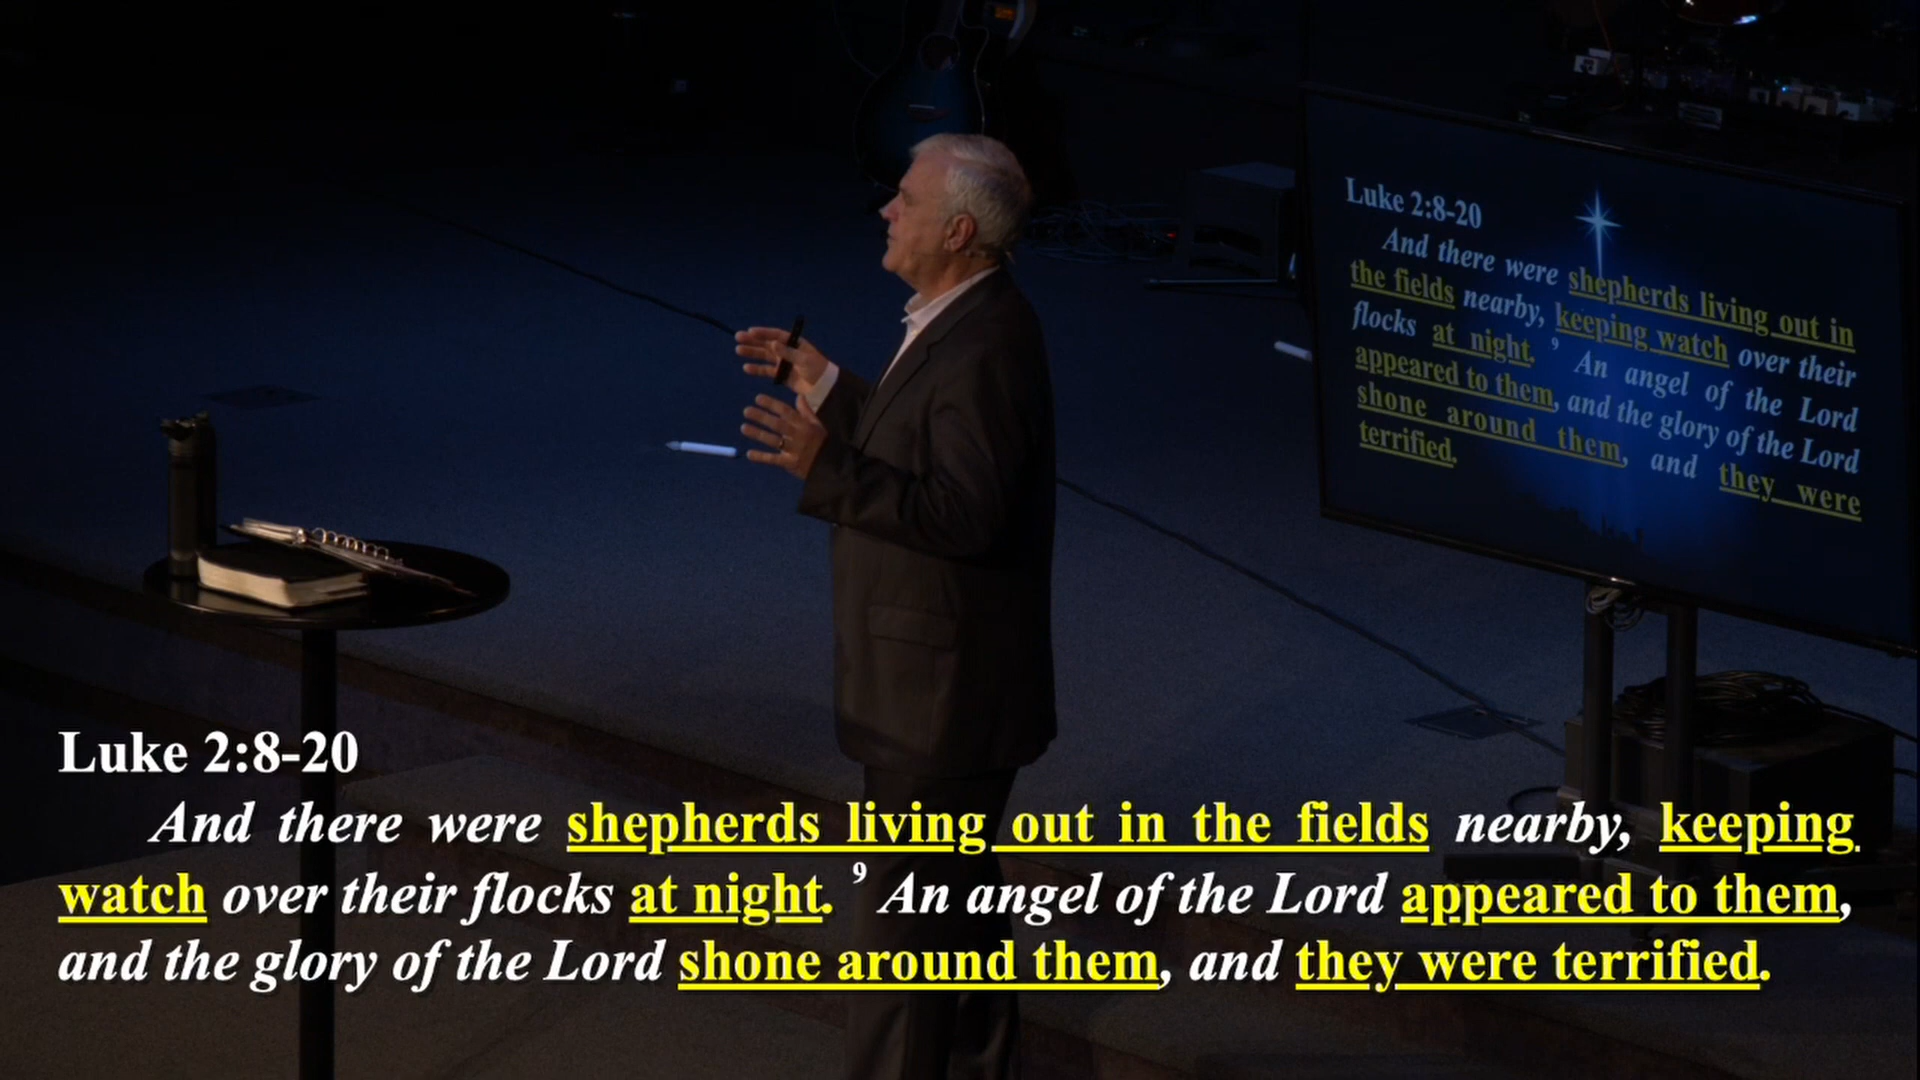 Luke 2:8-20
And there were shepherds living out in
the fields nearby, keeping watch over their
flocks at night. 9 An angel of the Lord
appeared to them, and the glory of the Lord
shone around them, and they were
terrified.
Luke 2:8-20
And there were shepherds living out in the fields nearby, keeping
watch over their flocks at night. 9 An angel of the Lord appeared to them,
and the glory of the Lord shone around them, and they were terrified.